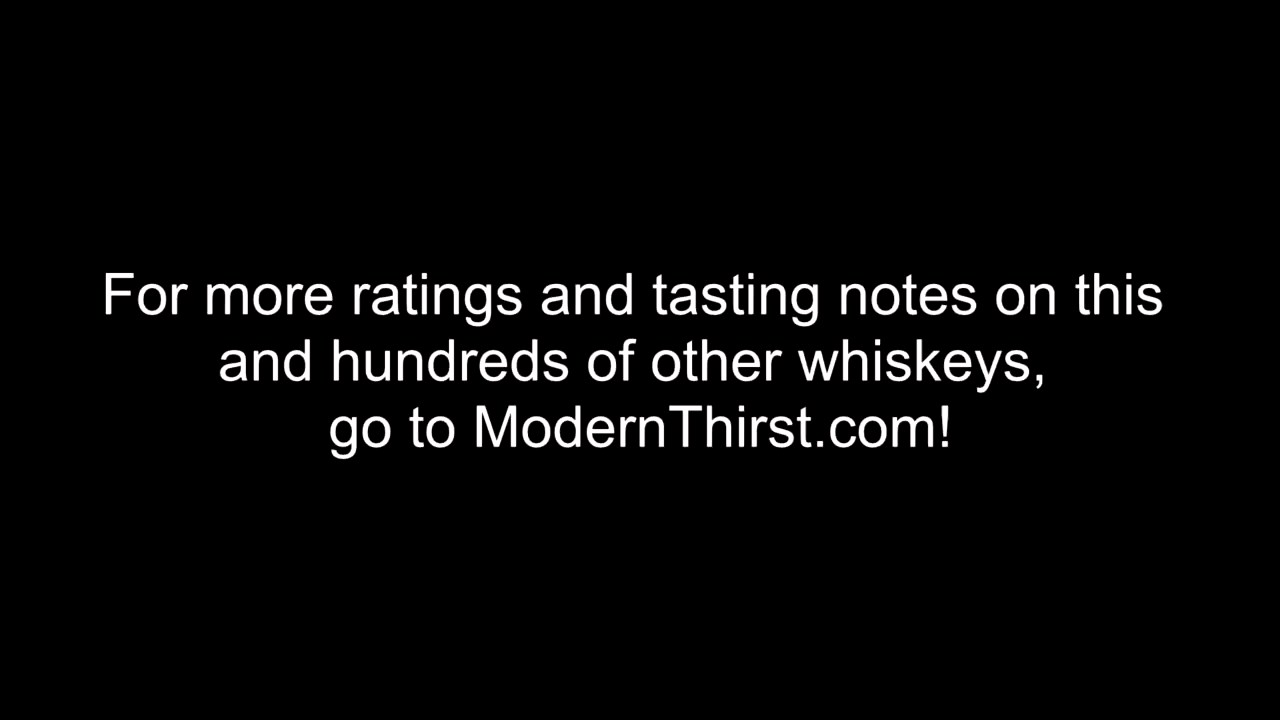 For more ratings and tasting notes on this
and hundreds of other whiskeys,
go to ModernThirst.com!